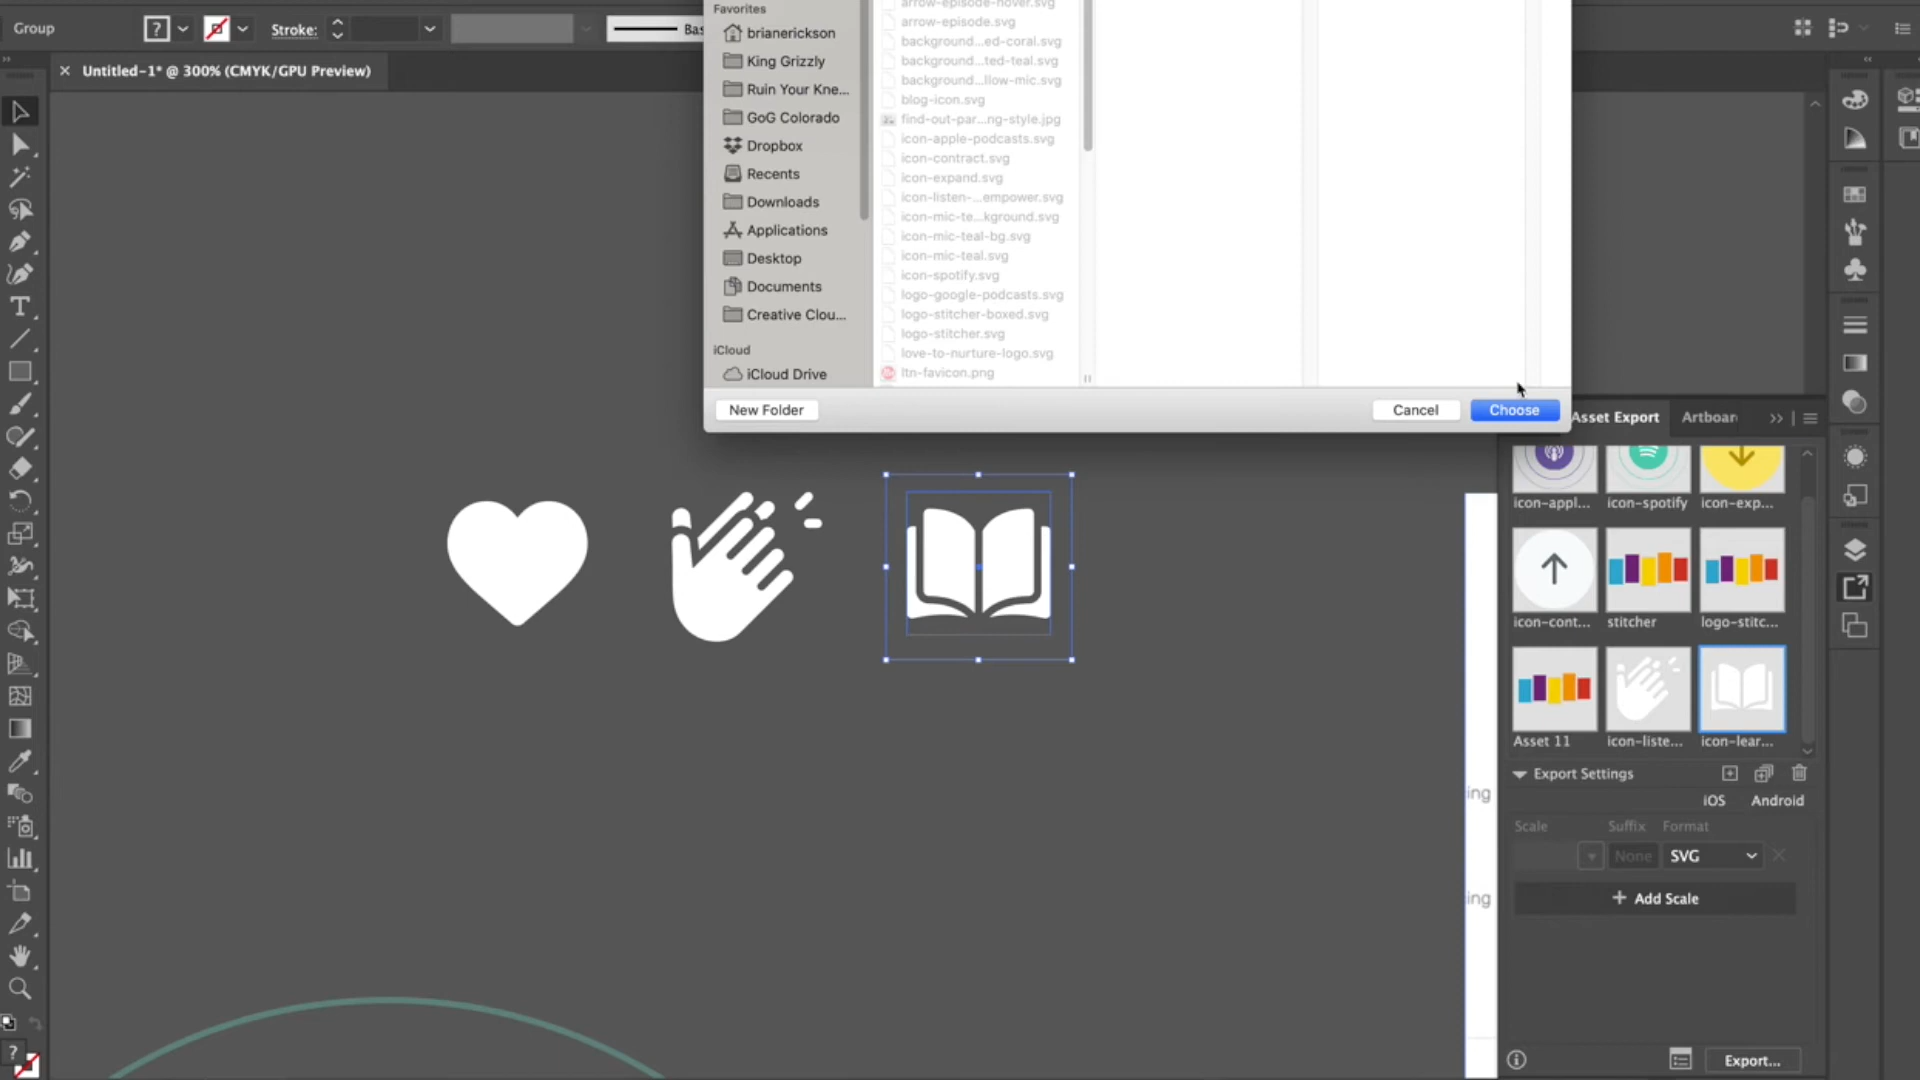 Group
?
Stroke:
Bas
Untitled-1* @ 300% (CMYK/GPU Preview)
Favorites
brianerickson
King Grizzly
Ruin Your Kne...
GoG Colorado
Dropbox
Recents
Downloads
Applications
Desktop
Documents
Creative Clou...
iCloud
iCloud Drive
arrow-episode-hover.svg
arrow-episode.svg
background...ed-coral.svg
background...ted-teal.svg
background...llow-mic.svg
blog-icon.svg
find-out-par...ng-style.jpg
icon-apple-podcasts.svg
icon-contract.svg
icon-expand.svg
icon-listen-...empower.svg
icon-mic-te...kground.svg
icon-mic-teal-bg.svg
icon-mic-teal.svg
icon-spotify.svg
logo-google-podcasts.svg
logo-stitcher-boxed.svg
logo-stitcher.svg
love-to-nurture-logo.svg
ltn-favicon.png
New Folder
Cancel
Choose
Asset Export
Artboar
icon-appl...
icon-spotify
icon-exp...
icon-cont...
stitcher
logo-stitc...
Asset 11
icon-liste...
icon-lear...
Export Settings
iOS
Android
Scale
Suffix
Format
None
SVG
+ Add Scale
ing
ing
?
Export...